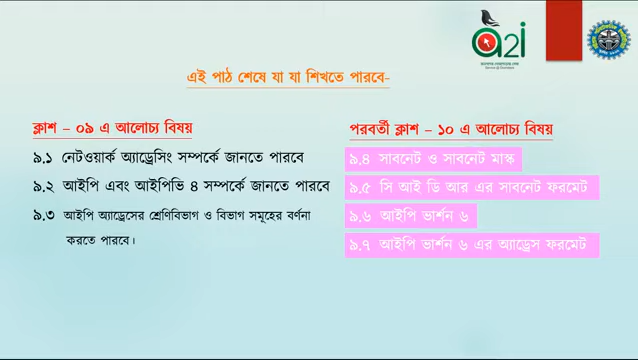 a2i
এই পাঠ শেষে যা যা শিখতে পারবে-
ক্লাশ – ০৯ এ আলোচ্য বিষয়
৯.১ নেটওয়ার্ক অ্যাড্রেসিং সম্পর্কে জানতে পারবে
৯.২ আইপি এবং আইপিভি ৪ সম্পর্কে জানতে পারবে
৯.৩ আইপি অ্যাড্রেসের শ্রেণিবিভাগ ও বিভাগ সমূহের বর্ণনা
করতে পারবে।
পরবর্তী ক্লাশ – ১০ এ আলোচ্য বিষয়
৯.৪ সাবনেট ও সাবনেট মাস্ক
৯.৫ সি আই ডি আর এর সাবনেট ফরমেট
৯.৬ আইপি ভার্শন ৬
৯.৭ আইপি ভার্শন ৬ এর অ্যাড্রেস ফরমেট